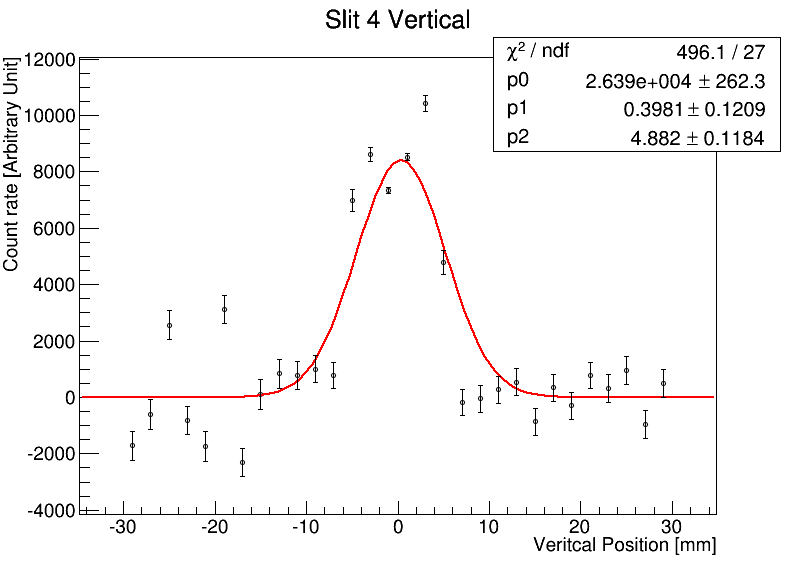 Slit 4 Vertical
χ² / ndf 496.1 / 27
p0 2.639e+004 ± 262.3
p1 0.3981 ± 0.1209
p2 4.882 ± 0.1184
Count rate [Arbitrary Unit]
12000
10000
8000
6000
4000
2000
0
-2000
-4000
-30 -20 -10 0 10 20 30
Veritcal Position [mm]